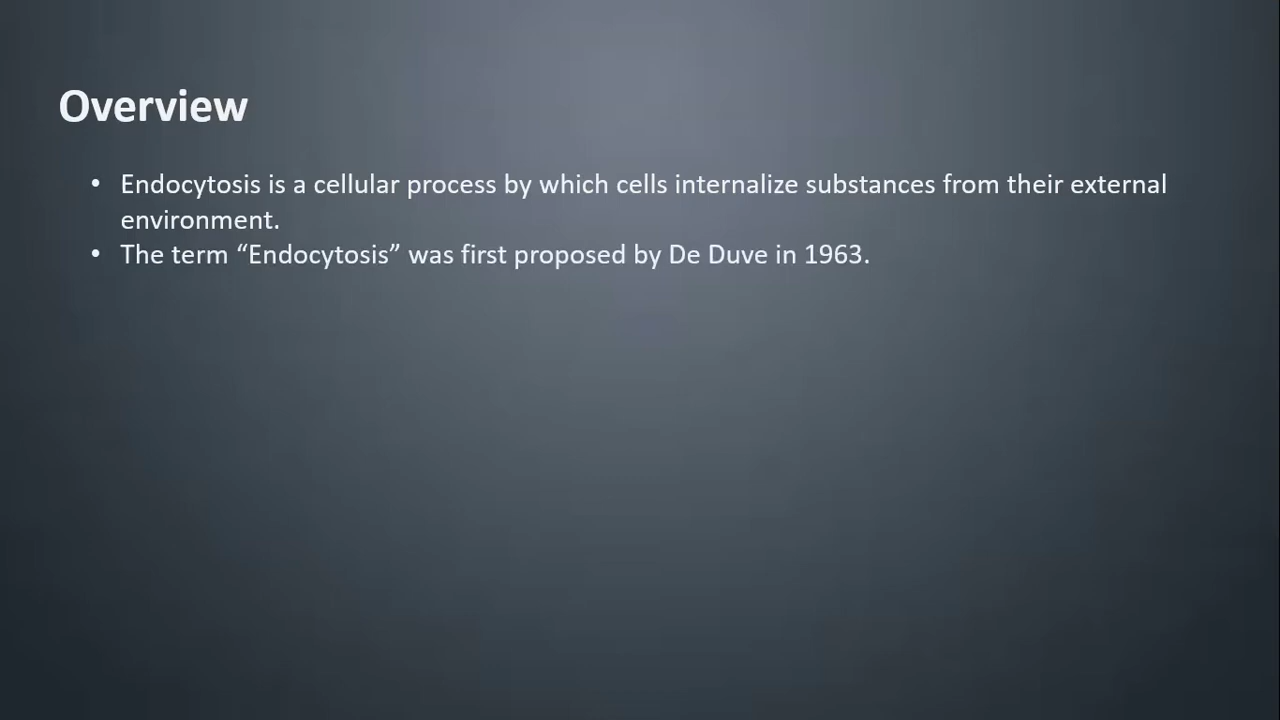 Overview
• Endocytosis is a cellular process by which cells internalize substances from their external
environment.
• The term “Endocytosis” was first proposed by De Duve in 1963.